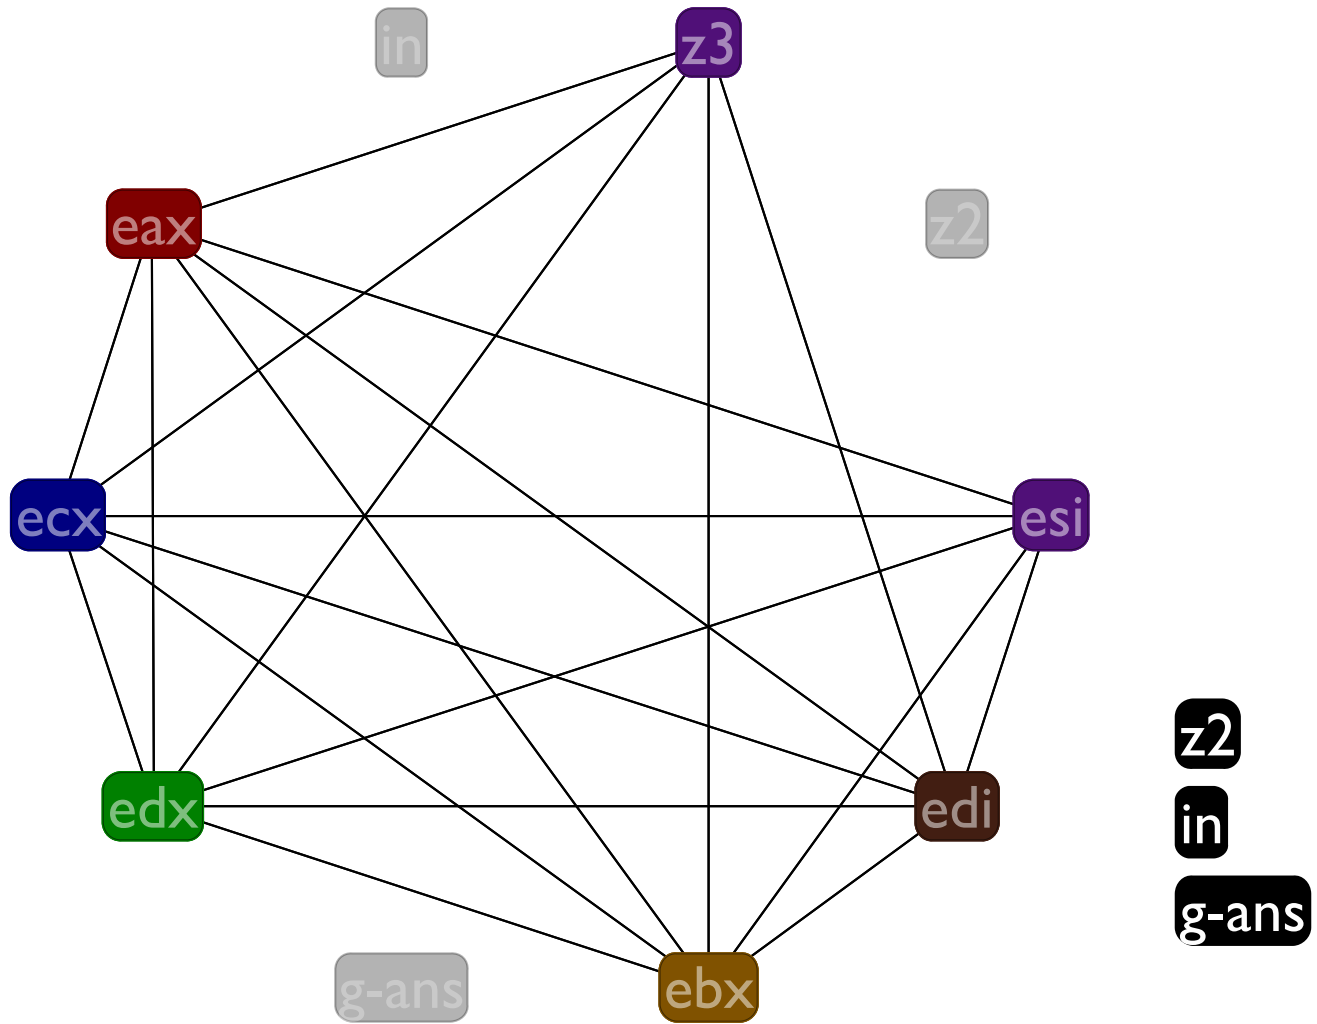 in
z3
eax
z2
ecx
esi
edx
edi
g-ans
ebx
z2
in
g-ans